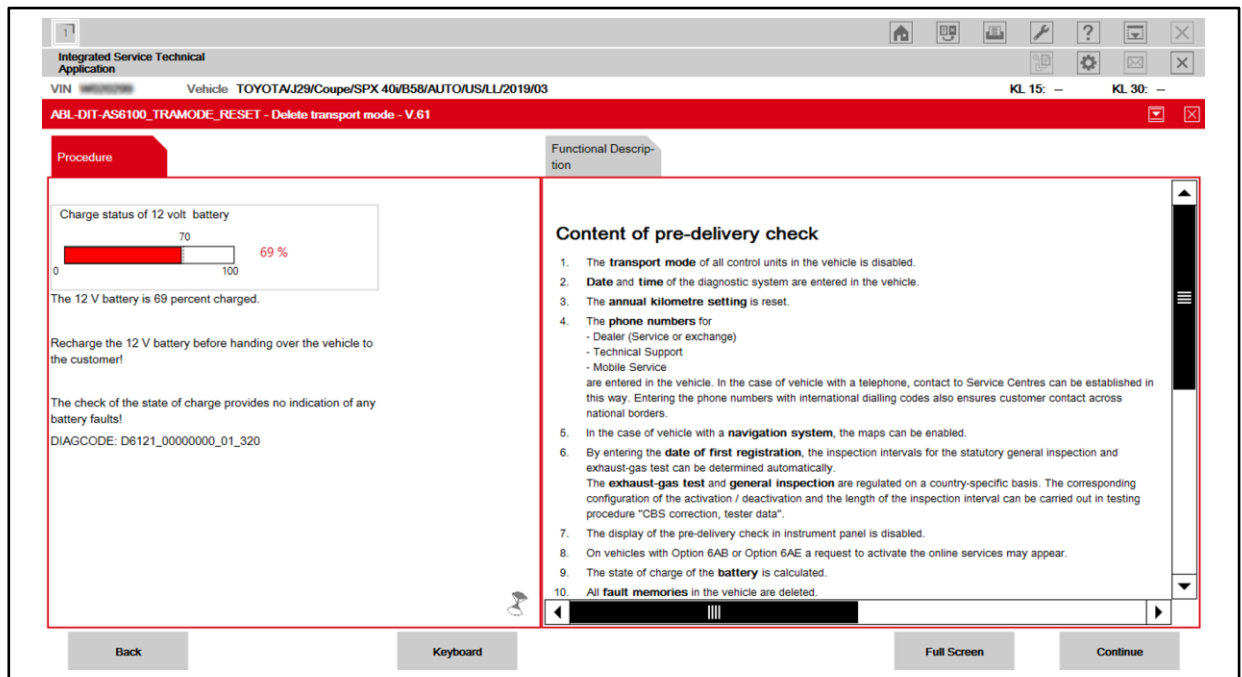 1
Integrated Service Technical
Application
VIN Vehicle TOYOTA/J29/Coupe/SPX 40i/B58/AUTO/US/LL/2019/03 KL 15: -- KL 30: --
ABL-DIT-AS6100_TRAMODE_RESET - Delete transport mode - V.61
Procedure
Functional Descrip-
tion
Charge status of 12 volt battery
70
69 %
0 100
The 12 V battery is 69 percent charged.
Recharge the 12 V battery before handing over the vehicle to
the customer!
The check of the state of charge provides no indication of any
battery faults!
DIAGCODE: D6121_00000000_01_320
Content of pre-delivery check
1. The transport mode of all control units in the vehicle is disabled.
2. Date and time of the diagnostic system are entered in the vehicle.
3. The annual kilometre setting is reset.
4. The phone numbers for
- Dealer (Service or exchange)
- Technical Support
- Mobile Service
are entered in the vehicle. In the case of vehicle with a telephone, contact to Service Centres can be established in
this way. Entering the phone numbers with international dialling codes also ensures customer contact across
national borders.
5. In the case of vehicle with a navigation system, the maps can be enabled.
6. By entering the date of first registration, the inspection intervals for the statutory general inspection and
exhaust-gas test can be determined automatically.
The exhaust-gas test and general inspection are regulated on a country-specific basis. The corresponding
configuration of the activation / deactivation and the length of the inspection interval can be carried out in testing
procedure "CBS correction, tester data".
7. The display of the pre-delivery check in instrument panel is disabled.
8. On vehicles with Option 6AB or Option 6AE a request to activate the online services may appear.
9. The state of charge of the battery is calculated.
10. All fault memories in the vehicle are deleted.
Back
Keyboard
Full Screen
Continue